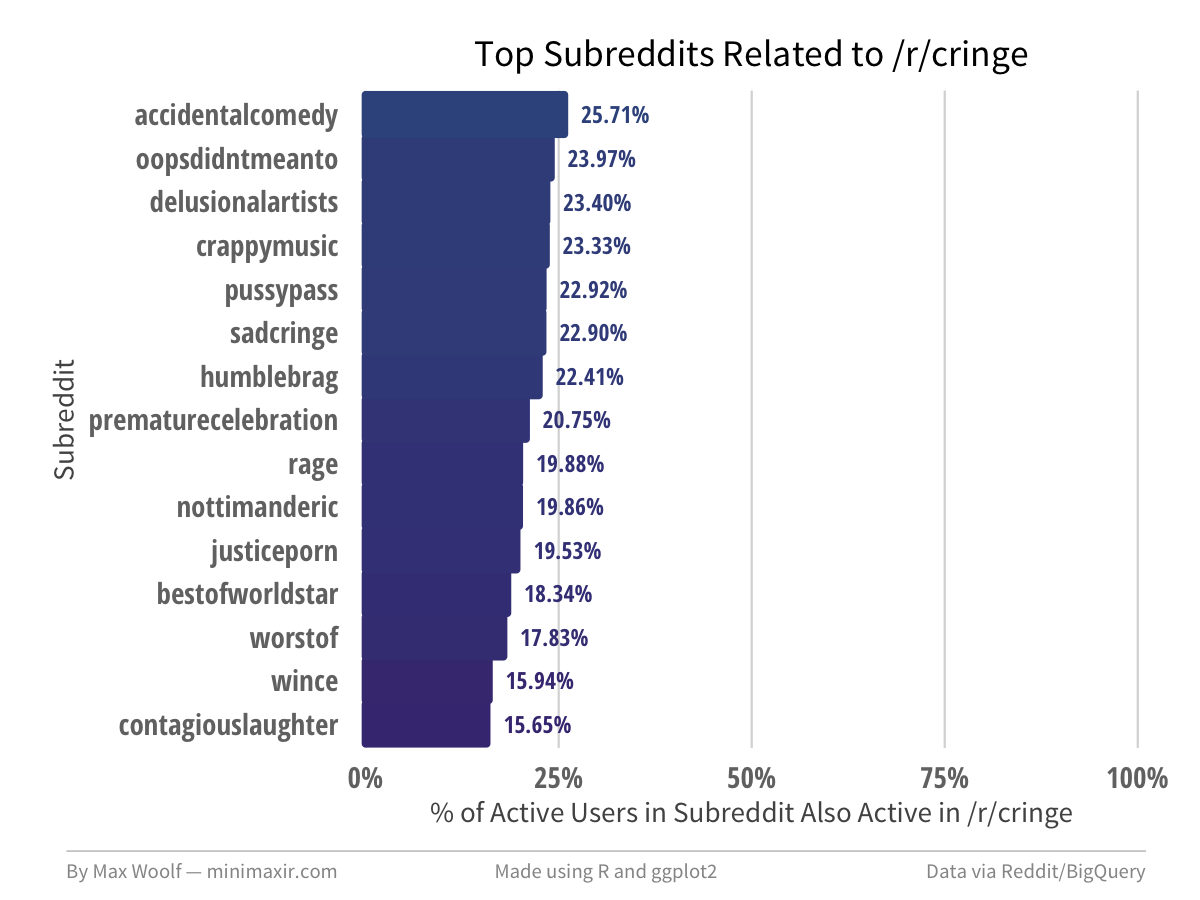 Top Subreddits Related to /r/cringe
accidentalcomedy 25.71%
oopsdidntmeanto 23.97%
delusionalartists 23.40%
crappymusic 23.33%
pussypass 22.92%
sadcringe 22.90%
humblebrag 22.41%
prematurecelebration 20.75%
rage 19.88%
nottimanderic 19.86%
justiceporn 19.53%
bestofworldstar 18.34%
worstof 17.83%
wince 15.94%
contagiouslaughter 15.65%
Subreddit
0% 25% 50% 75% 100%
% of Active Users in Subreddit Also Active in /r/cringe
By Max Woolf — minimaxir.com Made using R and ggplot2 Data via Reddit/BigQuery